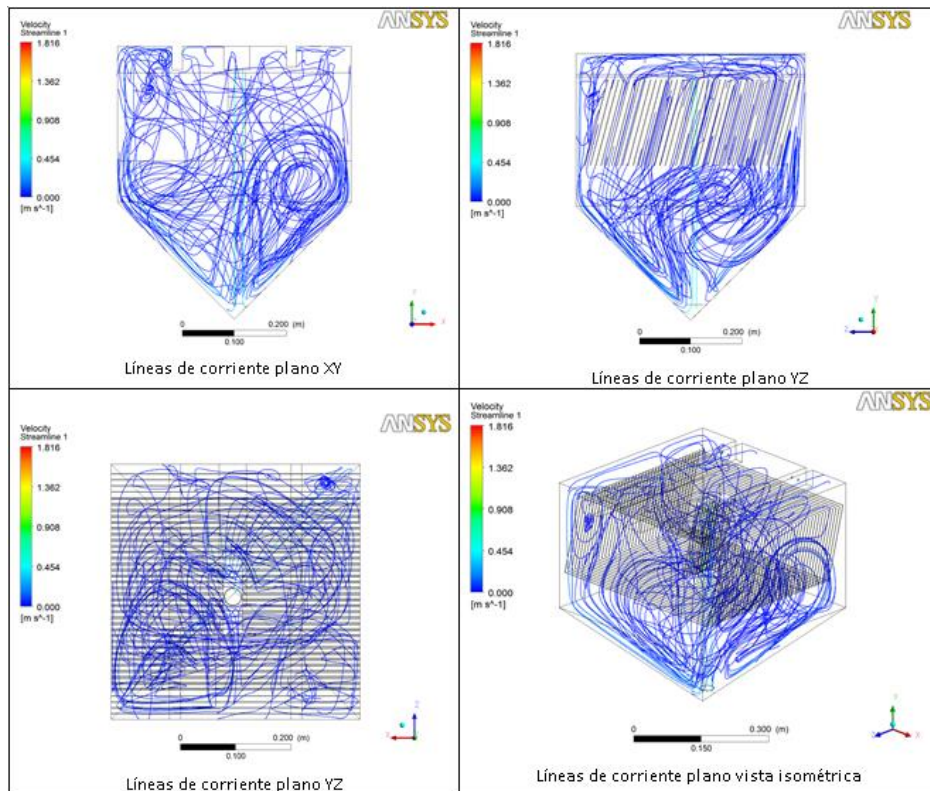 Velocity
Streamline 1
1.816
1.362
0.908
0.454
0.000
[m s^-1]
ANSYS
Y
X
0 0.200 (m)
0.100
Líneas de corriente plano XY
Velocity
Streamline 1
1.816
1.362
0.908
0.454
0.000
[m s^-1]
ANSYS
Y
Z X
0 0.200 (m)
0.100
Líneas de corriente plano YZ
Velocity
Streamline 1
1.816
1.362
0.908
0.454
0.000
[m s^-1]
ANSYS
Z
X
0 0.200 (m)
0.100
Líneas de corriente plano YZ
Velocity
Streamline 1
1.816
1.362
0.908
0.454
0.000
[m s^-1]
ANSYS
Y
Z X
0 0.300 (m)
0.150
Líneas de corriente plano vista isométrica